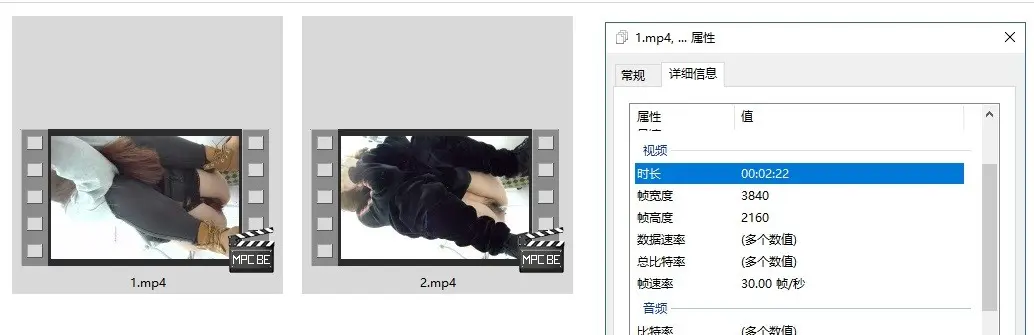 1.mp4, ... 属性
常规
详细信息
属性
值
视频
时长 00:02:22
帧宽度 3840
帧高度 2160
数据速率 (多个数值)
总比特率 (多个数值)
帧速率 30.00 帧/秒
音频
比特率 (多个数值)
MPC BE
MPC BE
1.mp4
2.mp4